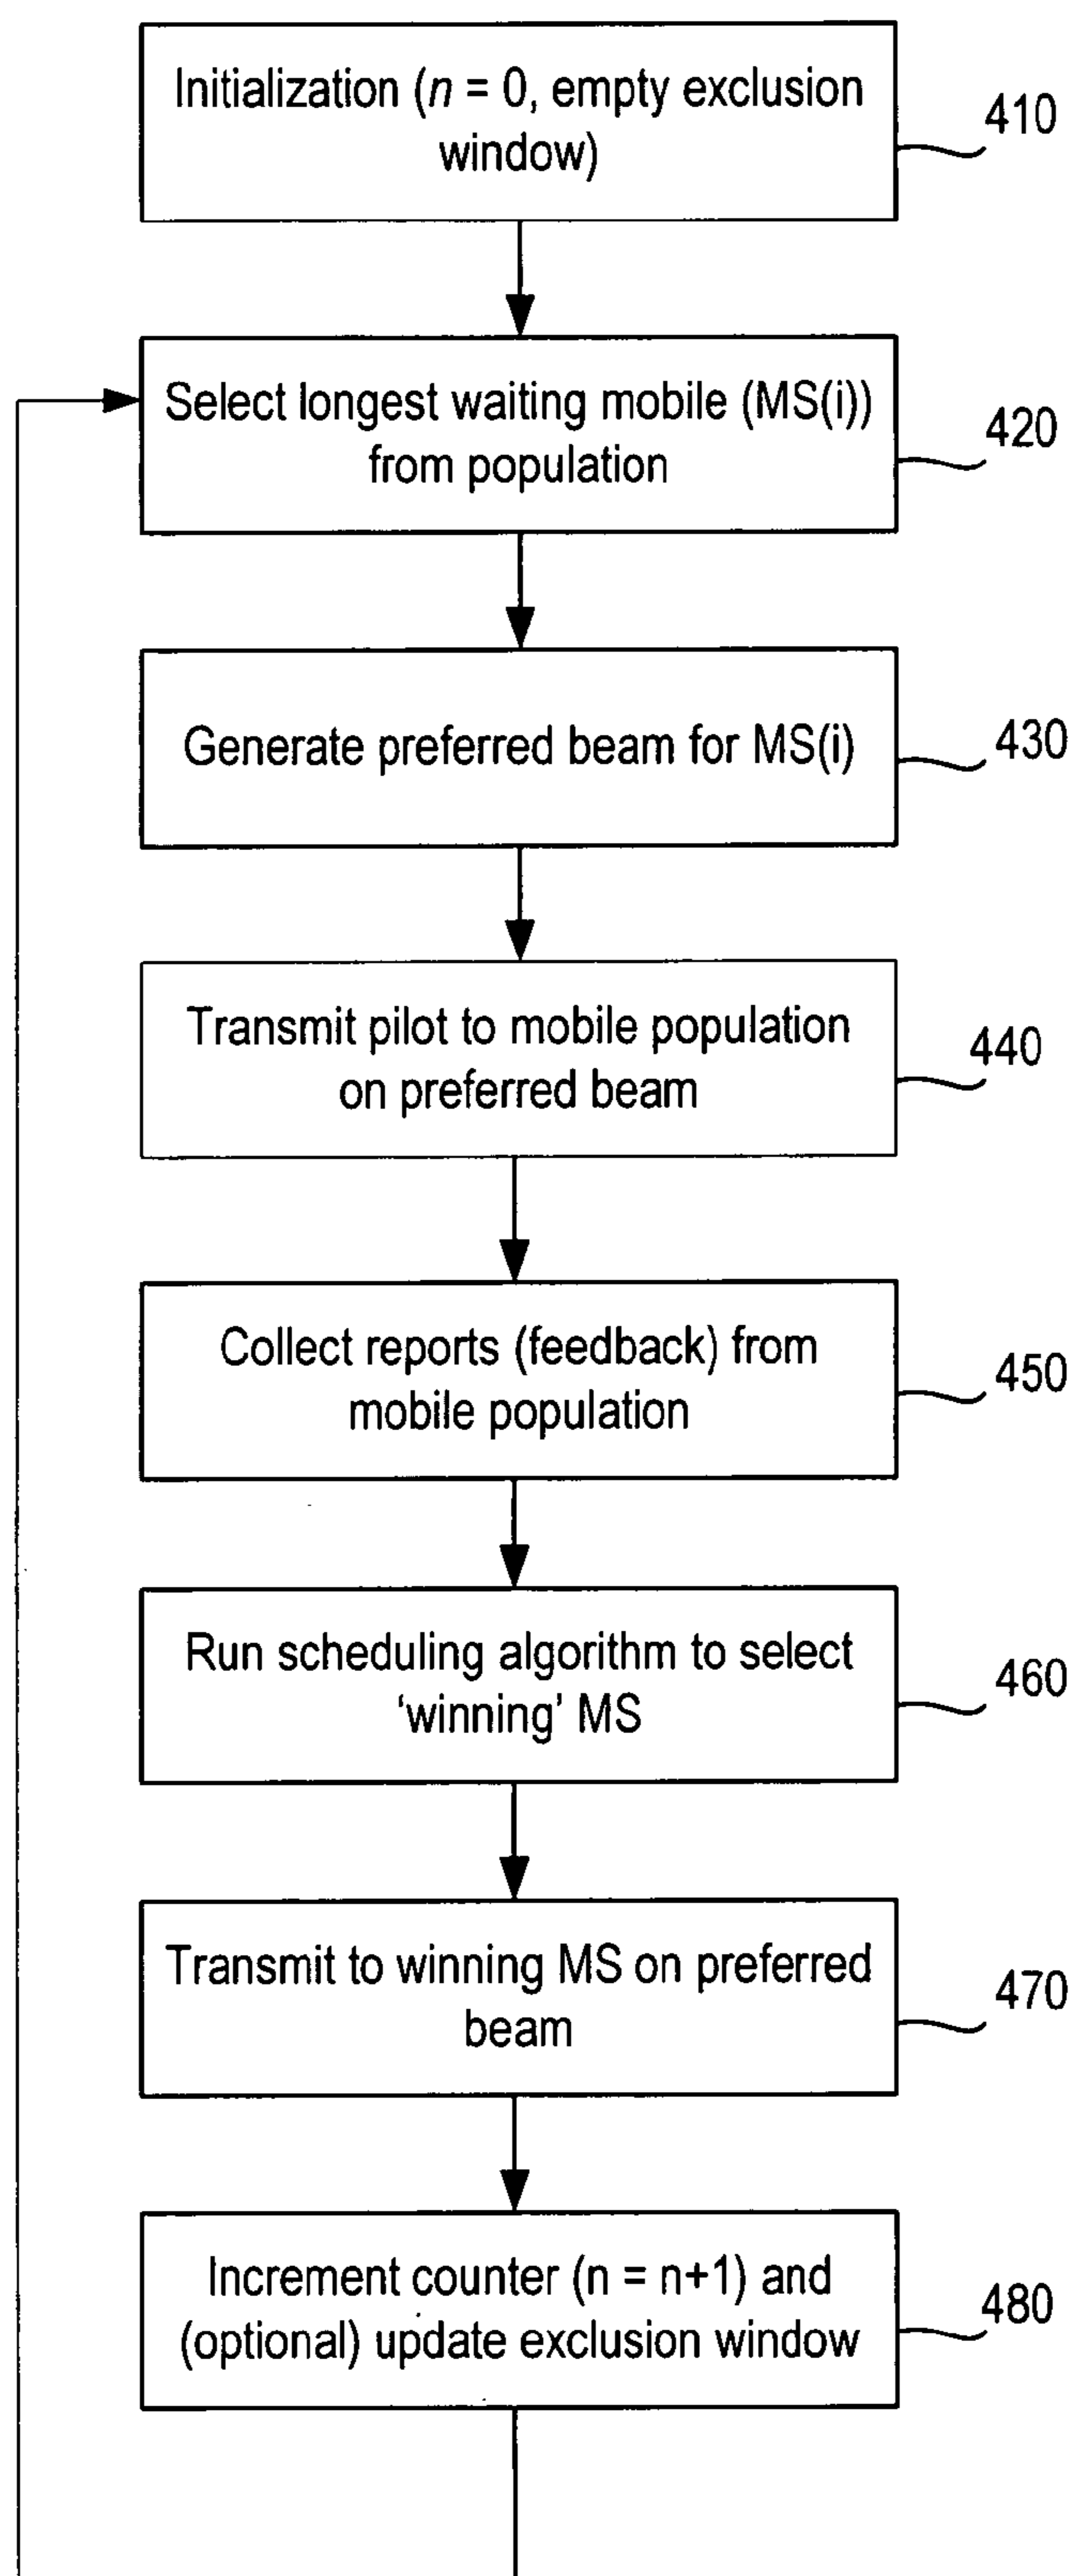 Initialization (n = 0, empty exclusion
window)
410
Select longest waiting mobile (MS(i))
from population
420
Generate preferred beam for MS(i)
430
Transmit pilot to mobile population
on preferred beam
440
Collect reports (feedback) from
mobile population
450
Run scheduling algorithm to select
‘winning’ MS
460
Transmit to winning MS on preferred
beam
470
Increment counter (n = n+1) and
(optional) update exclusion window
480